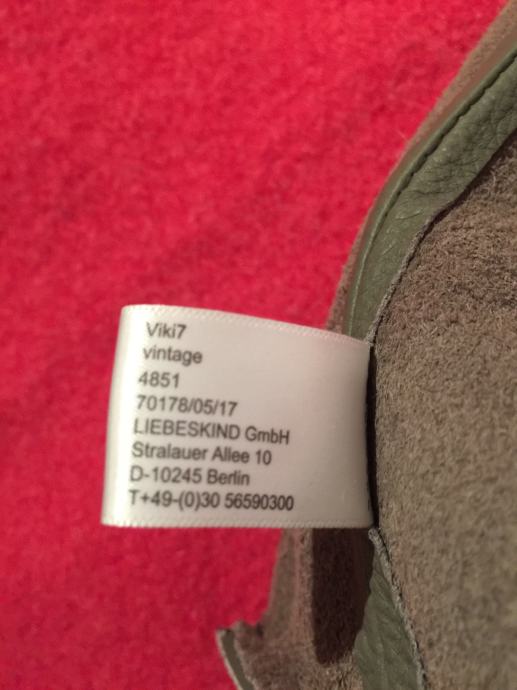 Viki7
vintage
4851
70178/05/17
LIEBESKIND GmbH
Stralauer Allee 10
D-10245 Berlin
T+49-(0)30 56590300